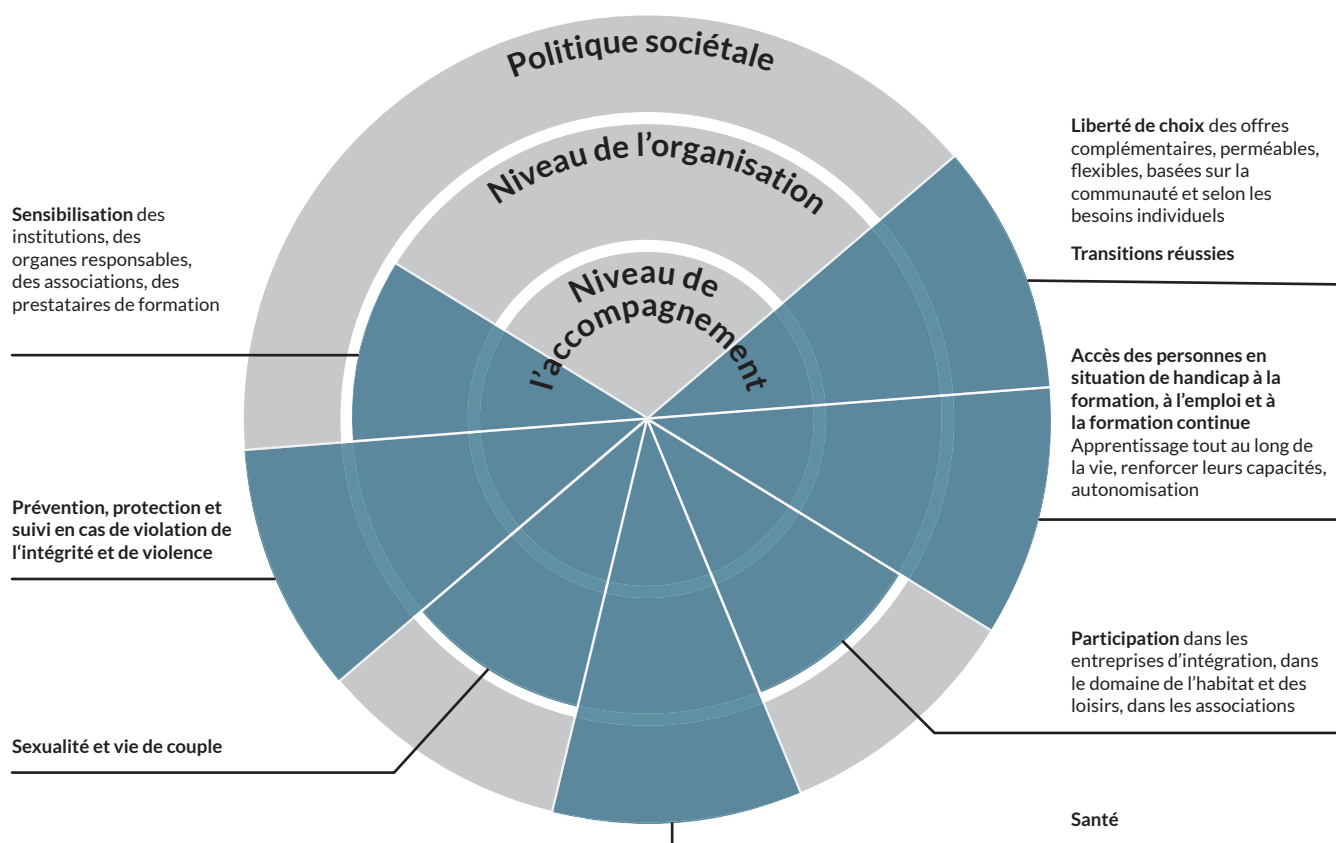 Politique sociétale
Niveau de l’organisation
Niveau de
l’accompagnement
Sensibilisation des
institutions, des
organes responsables,
des associations, des
prestataires de formation
Prévention, protection et
suivi en cas de violation de
l‘intégrité et de violence
Sexualité et vie de couple
Liberté de choix des offres
complémentaires, perméables,
flexibles, basées sur la
communauté et selon les
besoins individuels
Transitions réussies
Accès des personnes en
situation de handicap à la
formation, à l’emploi et à
la formation continue
Apprentissage tout au long de
la vie, renforcer leurs capacités,
autonomisation
Participation dans les
entreprises d’intégration, dans
le domaine de l’habitat et des
loisirs, dans les associations
Santé